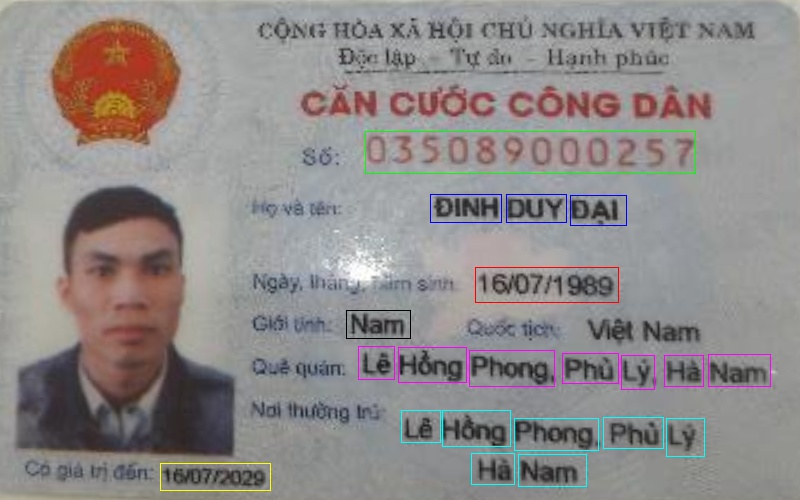 CỘNG HÒA XÃ HỘI CHỦ NGHĨA VIỆT NAM
Độc lập - Tự do - Hạnh phúc
CĂN CƯỚC CÔNG DÂN
Số: 035089000257
Họ và tên: ĐINH DUY ĐẠI
Ngày, tháng, năm sinh: 16/07/1989
Giới tính: Nam Quốc tịch: Việt Nam
Quê quán: Lê Hồng Phong, Phủ Lý, Hà Nam
Nơi thường trú: Lê Hồng Phong, Phủ Lý
Hà Nam
Có giá trị đến: 16/07/2029